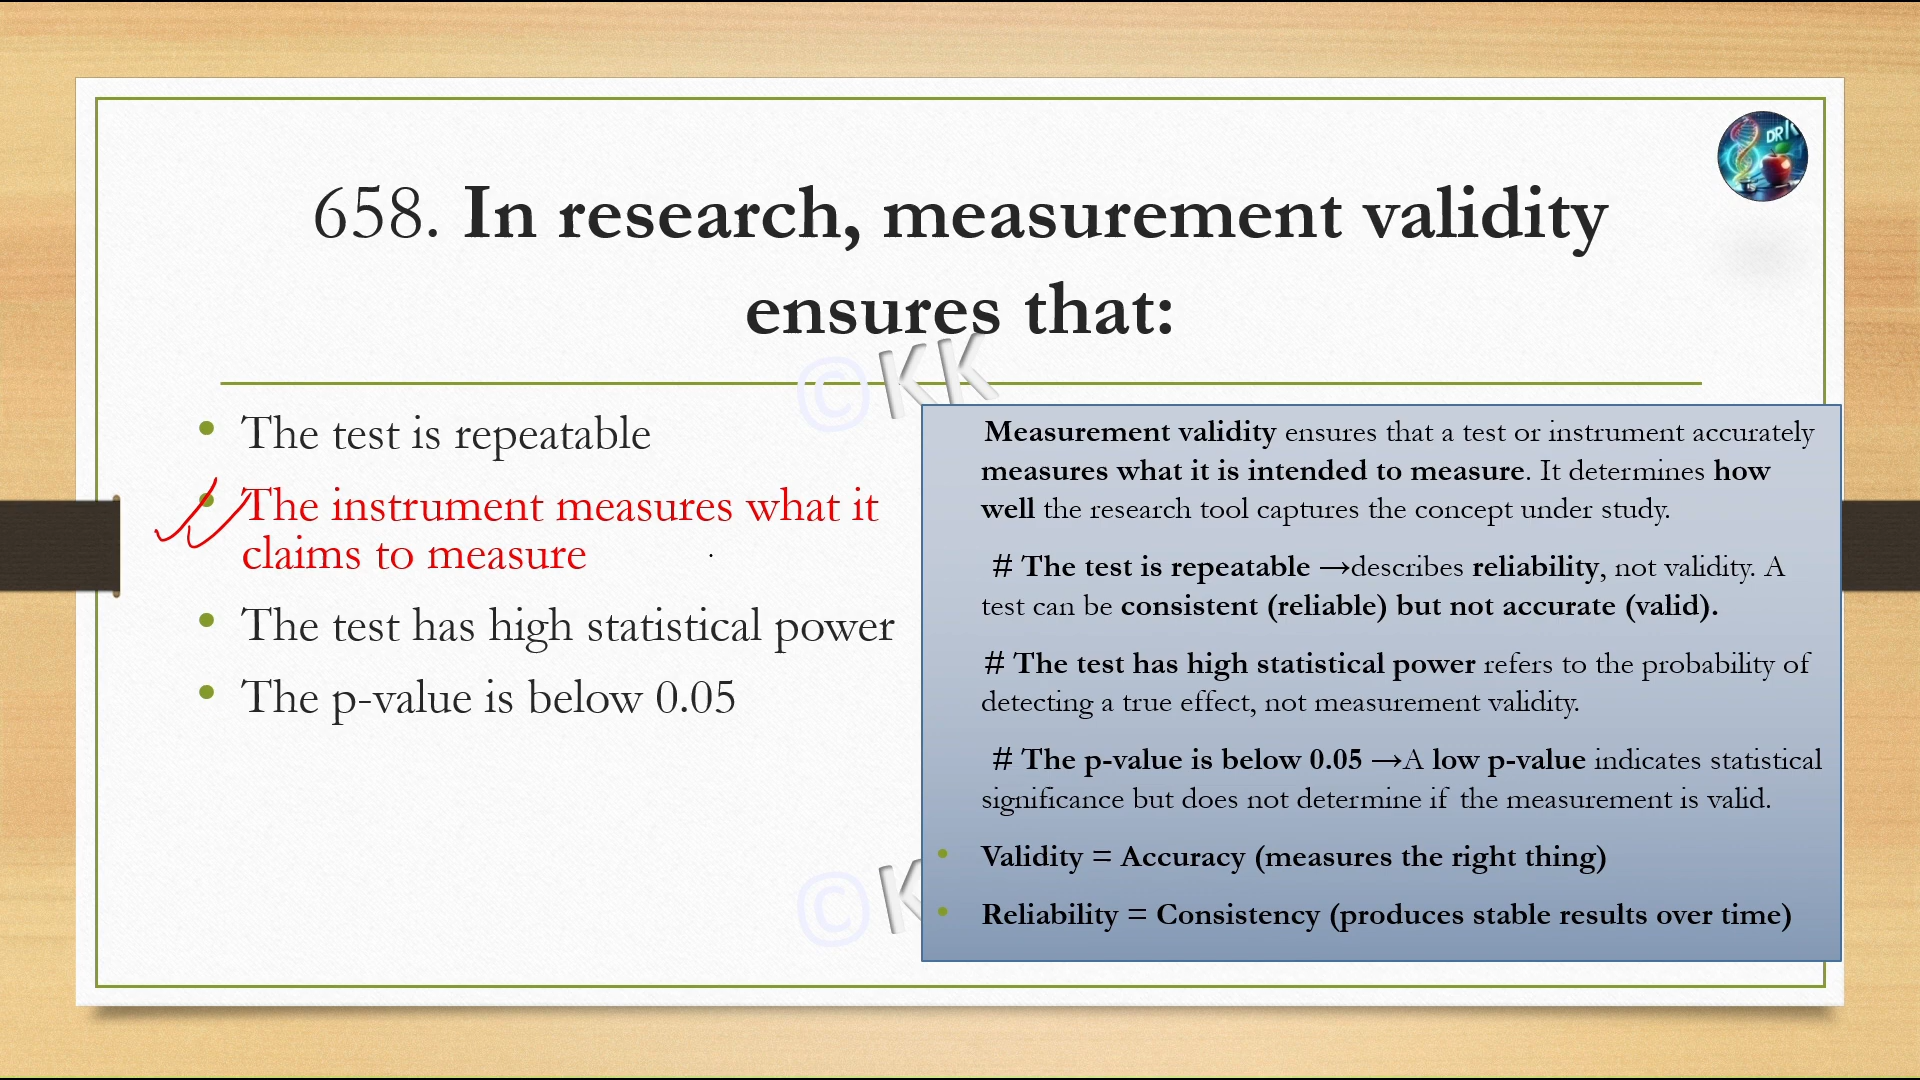 DR
658. In research, measurement validity
ensures that:
©KK
• The test is repeatable
• The instrument measures what it
claims to measure
• The test has high statistical power
• The p-value is below 0.05
Measurement validity ensures that a test or instrument accurately
measures what it is intended to measure. It determines how
well the research tool captures the concept under study.
# The test is repeatable →describes reliability, not validity. A
test can be consistent (reliable) but not accurate (valid).
# The test has high statistical power refers to the probability of
detecting a true effect, not measurement validity.
# The p-value is below 0.05 →A low p-value indicates statistical
significance but does not determine if the measurement is valid.
• Validity = Accuracy (measures the right thing)
• Reliability = Consistency (produces stable results over time)
©K